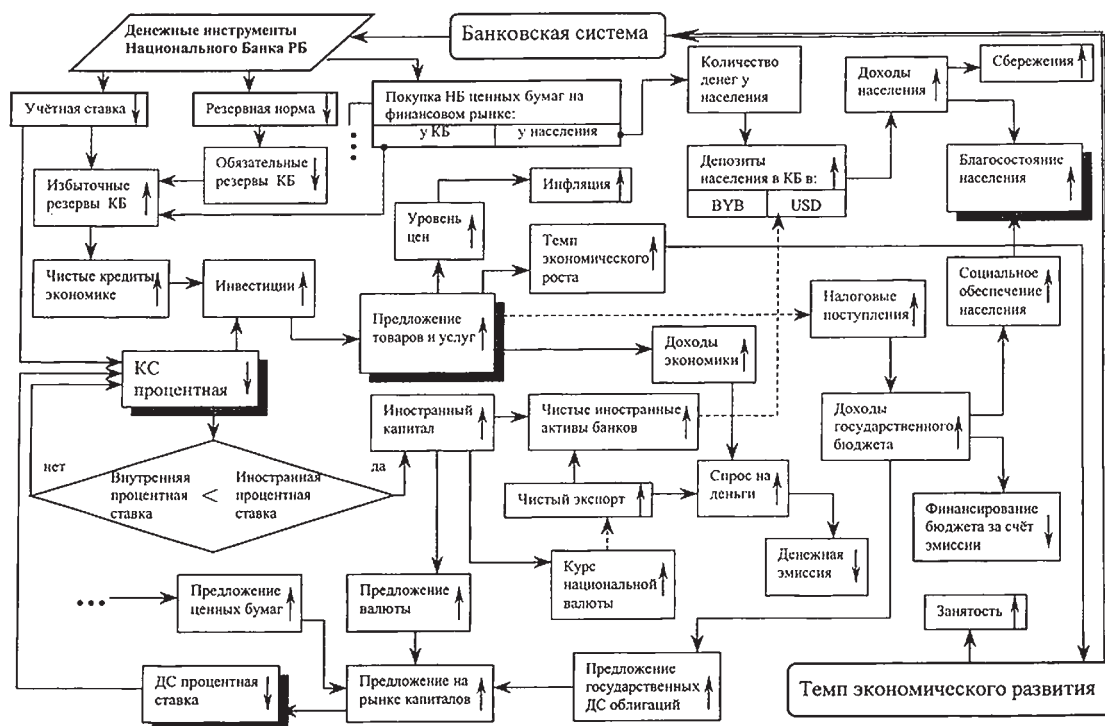 Денежные инструменты
Национального Банка РБ
Банковская система
Учётная ставка
Резервная норма
Покупка НБ ценных бумаг на
финансовом рынке:
у КБ
у населения
Количество
денег у
населения
Доходы
населения
Сбережения
Избыточные
резервы КБ
Обязательные
резервы КБ
Депозиты
населения в КБ в:
BYB
USD
Благосостояние
населения
Инфляция
Уровень
цен
Темп
экономического
роста
Чистые кредиты
экономике
Инвестиции
Предложение
товаров и услуг
Налоговые
поступления
Социальное
обеспечение
населения
Доходы
экономики
КС
процентная
Иностранный
капитал
Чистые иностранные
активы банков
Доходы
государственного
бюджета
нет
Внутренняя
процентная
ставка
<
Иностранная
процентная
ставка
да
Чистый экспорт
Спрос на
деньги
Финансирование
бюджета за счёт
эмиссии
Денежная
эмиссия
Курс
национальной
валюты
...
Предложение
ценных бумаг
Предложение
валюты
Занятость
ДС процентная
ставка
Предложение на
рынке капиталов
Предложение
государственных
ДС облигаций
Темп экономического развития